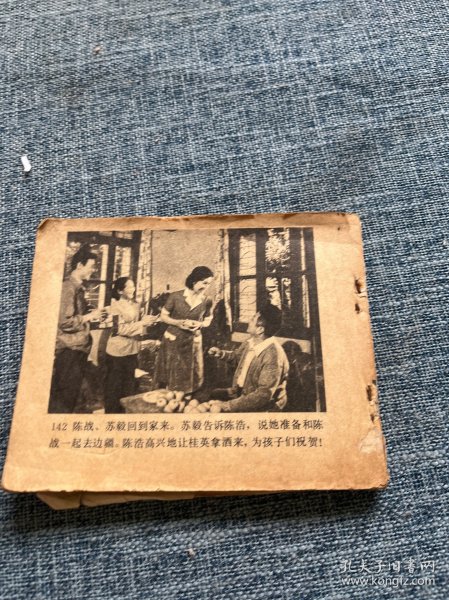 142 陈战、苏毅回到家来。苏毅告诉陈浩，说她准备和陈
战一起去边疆。陈浩高兴地让桂英拿酒来，为孩子们祝贺！
孔夫子旧书网
www.kongfz.com